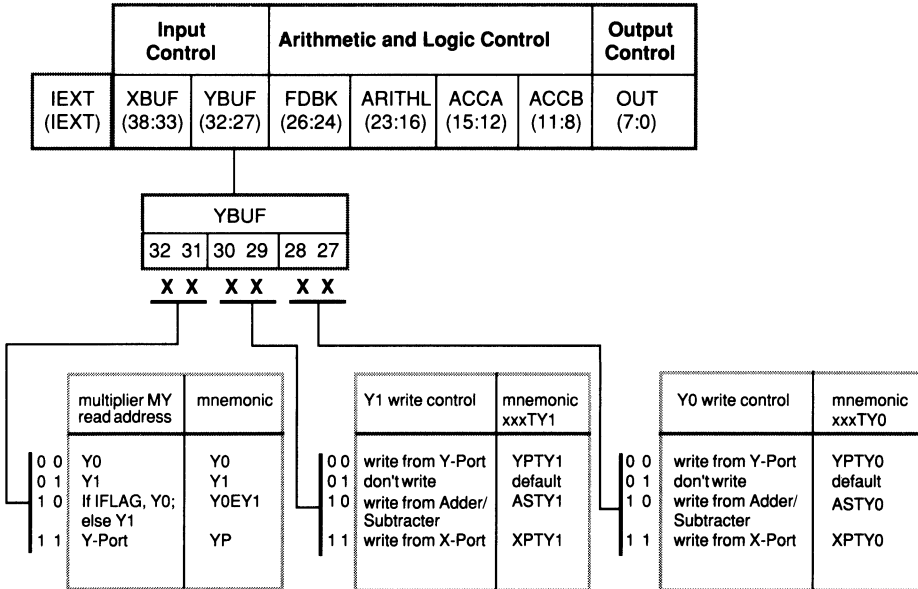 Input Control Arithmetic and Logic Control Output Control
IEXT (IEXT) XBUF (38:33) YBUF (32:27) FDBK (26:24) ARITHL (23:16) ACCA (15:12) ACCB (11:8) OUT (7:0)
YBUF
32 31 30 29 28 27
X X X X X X
multiplier MY read address mnemonic
0 0 Y0 Y0
0 1 Y1 Y1
1 0 If IFLAG, Y0; else Y1 Y0EY1
1 1 Y-Port YP
Y1 write control mnemonic xxxTY1
0 0 write from Y-Port YPTY1
0 1 don't write default
1 0 write from Adder/ Subtracter ASTY1
1 1 write from X-Port XPTY1
Y0 write control mnemonic xxxTY0
0 0 write from Y-Port YPTY0
0 1 don't write default
1 0 write from Adder/ Subtracter ASTY0
1 1 write from X-Port XPTY0